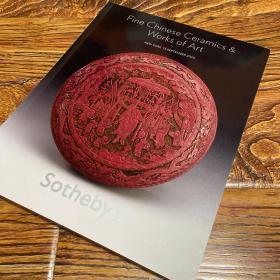 Fine Chinese Ceramics &
Works of Art
Sotheby's